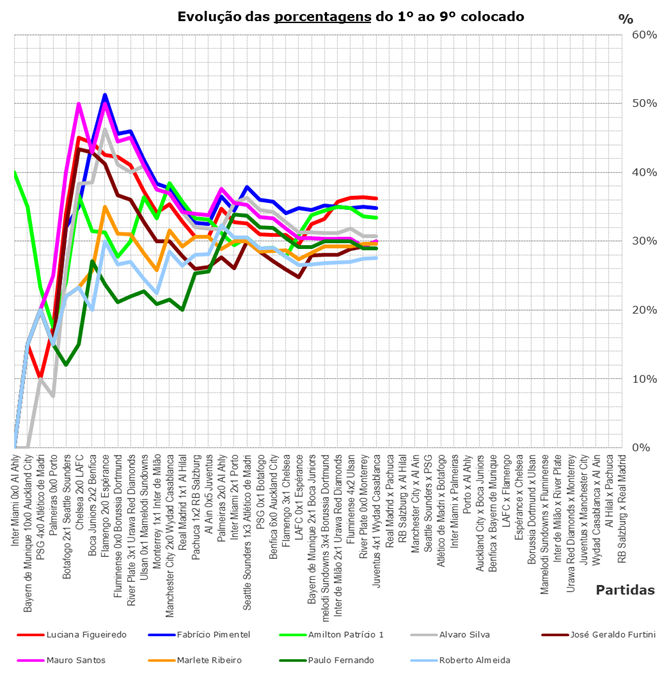 Evolução das porcentagens do 1º ao 9º colocado
%
60%
50%
40%
30%
20%
10%
0%
Inter Miami 0x0 Al Ahly
Bayern de Munique 10x0 Auckland City
PSG 4x0 Atlético de Madri
Palmeiras 0x0 Porto
Botafogo 2x1 Seattle Sounders
Chelsea 2x0 LAFC
Boca Juniors 2x2 Benfica
Flamengo 2x0 Espérance
Fluminense 0x0 Borussia Dortmund
River Plate 3x1 Urawa Red Diamonds
Ulsan 0x1 Mamelodi Sundowns
Monterrey 1x1 Inter de Milão
Manchester City 2x0 Wydad Casablanca
Real Madrid 1x1 Al Hilal
Pachuca 1x2 RB Salzburg
Al Ain 0x5 Juventus
Palmeiras 2x0 Al Ahly
Inter Miami 2x1 Porto
Seattle Sounders 1x3 Atlético de Madri
PSG 0x1 Botafogo
Benfica 6x0 Auckland City
Flamengo 3x1 Chelsea
LAFC 0x1 Espérance
Bayern de Munique 2x1 Boca Juniors
melodi Sundowns 3x4 Borussia Dortmund
Inter de Milão 2x1 Urawa Red Diamonds
Fluminense 4x2 Ulsan
River Plate 0x0 Monterrey
Juventus 4x1 Wydad Casablanca
Real Madrid x Pachuca
RB Salzburg x Al Hilal
Manchester City x Al Ain
Seattle Sounders x PSG
Atlético de Madri x Botafogo
Inter Miami x Palmeiras
Porto x Al Ahly
Auckland City x Boca Juniors
Benfica x Bayern de Munique
LAFC x Flamengo
Espérance x Chelsea
Borussia Dortmund x Ulsan
Mamelodi Sundowns x Fluminense
Inter de Milão x River Plate
Urawa Red Diamonds x Monterrey
Juventus x Manchester City
Wydad Casablanca x Al Ain
Al Hilal x Pachuca
RB Salzburg x Real Madrid
Partidas
Luciana Figueiredo
Fabrício Pimentel
Amilton Patrício 1
Alvaro Silva
José Geraldo Furtini
Mauro Santos
Marlete Ribeiro
Paulo Fernando
Roberto Almeida